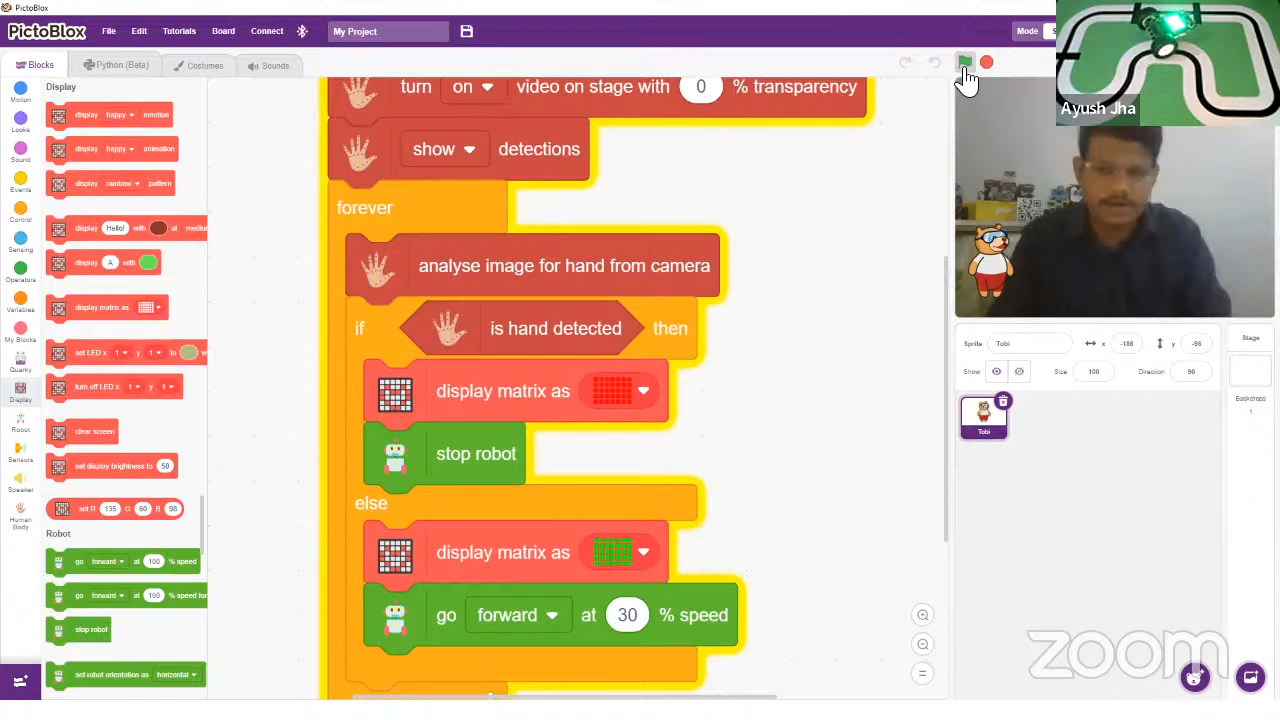 PictoBlox
PictoBlox File Edit Tutorials Board Connect My Project Mode
Blocks Python (Beta) Costumes Sounds
Ayush Jha
Motion
Looks
Sound
Events
Control
Sensing
Operators
Variables
My Blocks
Quarky
Display
Robot
Sensors
Speaker
Human
Body
Display
display happy emotion
display happy animation
display rainbow pattern
display Hello! with at medium
display A with
display matrix as
set LED x 1 y 1 to w
turn off LED x 1 y 1
clear screen
set display brightness to 50
set R 135 G 60 B 98
Robot
go forward at 100 % speed
go forward at 100 % speed for
stop robot
set robot orientation as horizontal
turn on video on stage with 0 % transparency
show detections
forever
analyse image for hand from camera
if is hand detected then
display matrix as
stop robot
else
display matrix as
go forward at 30 % speed
Sprite Tobi x -186 y -96
Show Size 100 Direction 90
Tobi
Stage
Backdrops
1
zoom